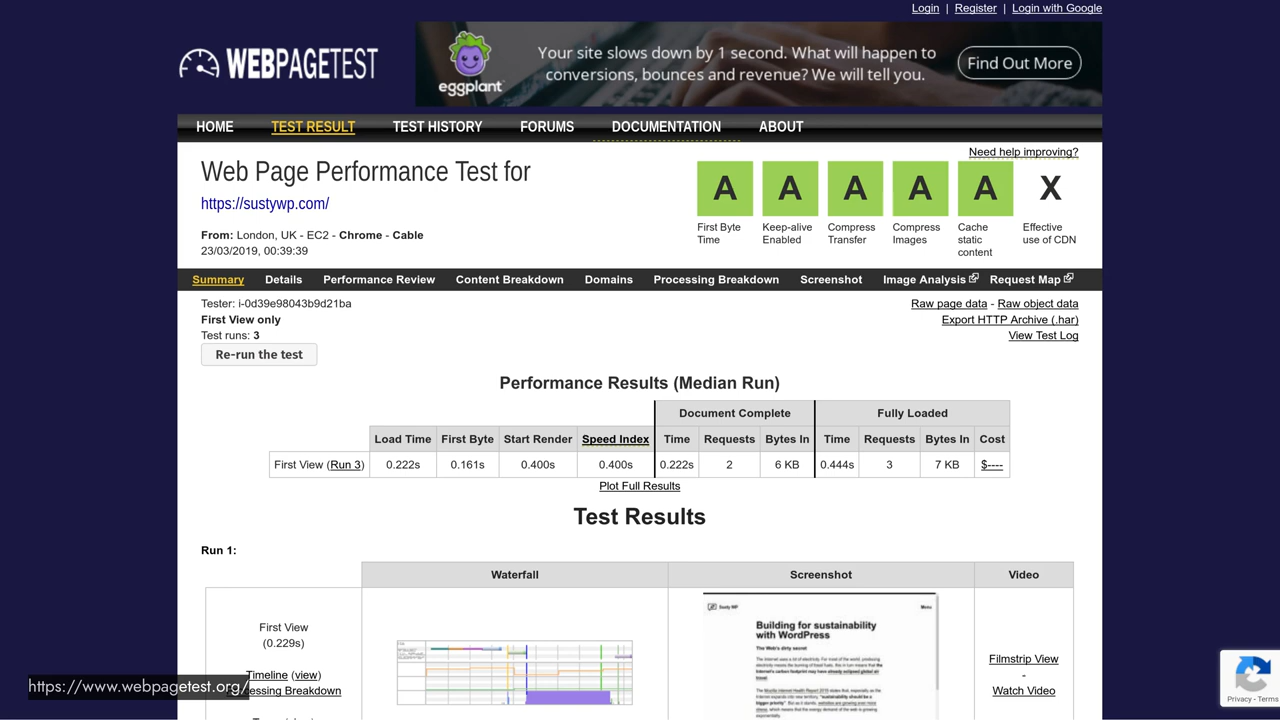 Login | Register | Login with Google
WEBPAGETEST
eggplant
Your site slows down by 1 second. What will happen to
conversions, bounces and revenue? We will tell you.
Find Out More
HOME TEST RESULT TEST HISTORY FORUMS DOCUMENTATION ABOUT
Need help improving?
Web Page Performance Test for
https://sustywp.com/
From: London, UK - EC2 - Chrome - Cable
23/03/2019, 00:39:39
A A A A A X
First Byte Time
Keep-alive Enabled
Compress Transfer
Compress Images
Cache static content
Effective use of CDN
Summary Details Performance Review Content Breakdown Domains Processing Breakdown Screenshot Image Analysis Request Map
Tester: i-0d39e98043b9d21ba
First View only
Test runs: 3
Re-run the test
Raw page data - Raw object data
Export HTTP Archive (.har)
View Test Log
Performance Results (Median Run)
Document Complete Fully Loaded
Load Time First Byte Start Render Speed Index Time Requests Bytes In Time Requests Bytes In Cost
First View (Run 3) 0.222s 0.161s 0.400s 0.400s 0.222s 2 6 KB 0.444s 3 7 KB $----
Plot Full Results
Test Results
Run 1:
Waterfall Screenshot Video
First View
(0.229s)
Timeline (view)
essing Breakdown
https://www.webpagetest.org/
Susty WP Menu
Building for sustainability
with WordPress
The Web's dirty secret
Filmstrip View
-
Watch Video
Privacy - Terms